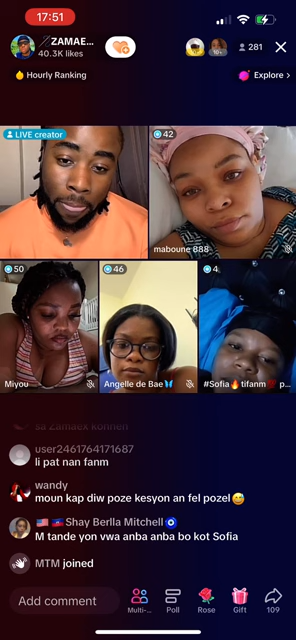 17:51
ZAMAE...
40.3K likes
10+
281
Hourly Ranking
Explore >
LIVE creator
42
maboune 888
50
46
4
Miyou
Angelle de Bae🦋
#Sofia🔥tifanm💯p...
sa Zamaex konnen
user2461764171687
li pat nan fanm
wandy
moun kap diw poze kesyon an fel pozel😅
🇺🇸 🇭🇹 Shay Berlla Mitchell🧿
M tande yon vwa anba anba bo kot Sofia
MTM joined
Add comment
Multi-...
Poll
Rose
Gift
109